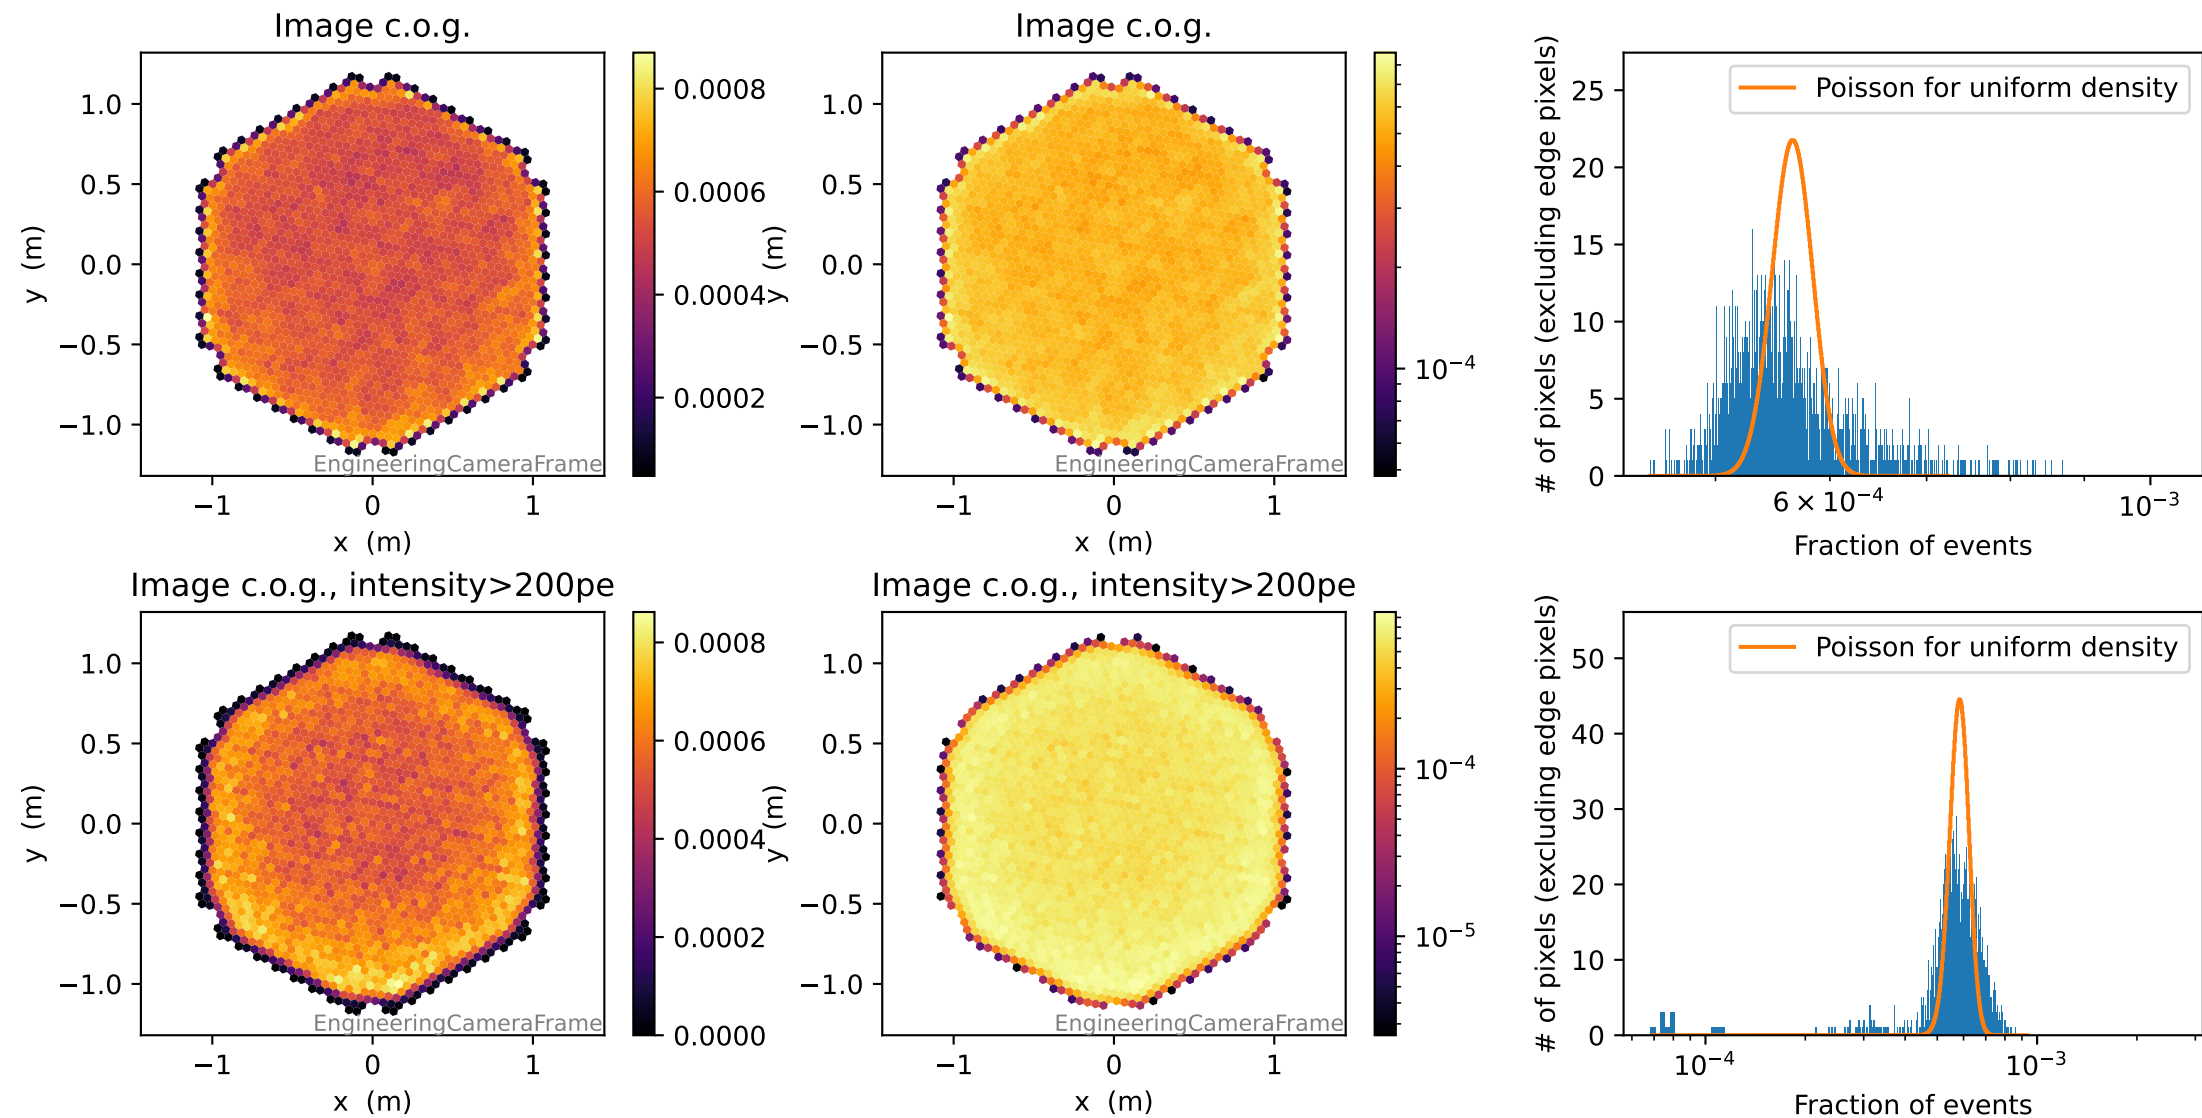 Image c.o.g.
1.0
0.5
0.0
−0.5
−1.0
y (m)
−1 0 1
x (m)
EngineeringCameraFrame
0.0008
0.0006
0.0004
0.0002
Image c.o.g.
1.0
0.5
0.0
−0.5
−1.0
y (m)
−1 0 1
x (m)
EngineeringCameraFrame
10⁻⁴
# of pixels (excluding edge pixels)
25
20
15
10
5
0
Poisson for uniform density
6 × 10⁻⁴ 10⁻³
Fraction of events
Image c.o.g., intensity>200pe
1.0
0.5
0.0
−0.5
−1.0
y (m)
−1 0 1
x (m)
EngineeringCameraFrame
0.0008
0.0006
0.0004
0.0002
0.0000
Image c.o.g., intensity>200pe
1.0
0.5
0.0
−0.5
−1.0
y (m)
−1 0 1
x (m)
EngineeringCameraFrame
10⁻⁴
10⁻⁵
# of pixels (excluding edge pixels)
50
40
30
20
10
0
Poisson for uniform density
10⁻⁴ 10⁻³
Fraction of events